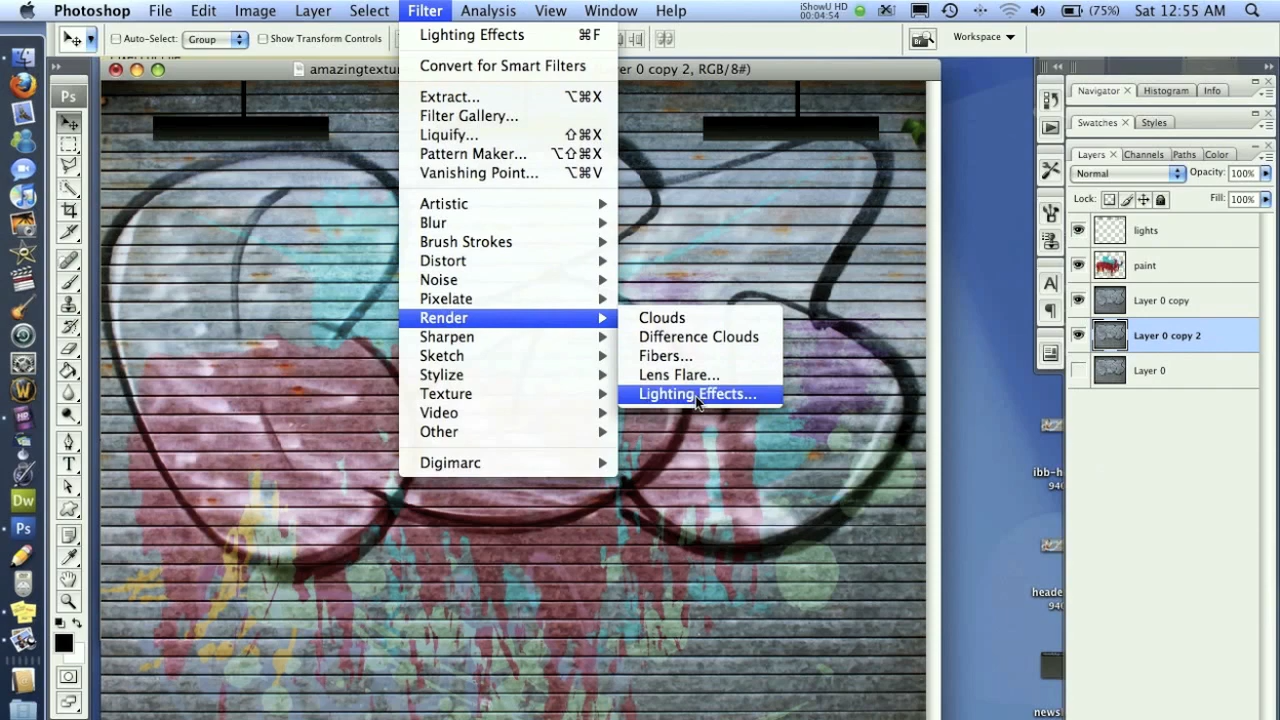 Photoshop File Edit Image Layer Select Filter Analysis View Window Help iShowU HD 00:04:54 (75%) Sat 12:55 AM
Auto-Select: Group Show Transform Controls Workspace
amazingtextu er 0 copy 2, RGB/8#)
Lighting Effects ⌘F
Convert for Smart Filters
Extract... ⌥⌘X
Filter Gallery...
Liquify... ⇧⌘X
Pattern Maker... ⌥⇧⌘X
Vanishing Point... ⌥⌘V
Artistic
Blur
Brush Strokes
Distort
Noise
Pixelate
Render
Sharpen
Sketch
Stylize
Texture
Video
Other
Digimarc
Clouds
Difference Clouds
Fibers...
Lens Flare...
Lighting Effects...
Navigator Histogram Info
Swatches Styles
Layers Channels Paths Color
Normal Opacity: 100%
Lock: Fill: 100%
lights
paint
Layer 0 copy
Layer 0 copy 2
Layer 0
Ps
T
Dw
Ps
A
ibb-h
940
heade
940
news